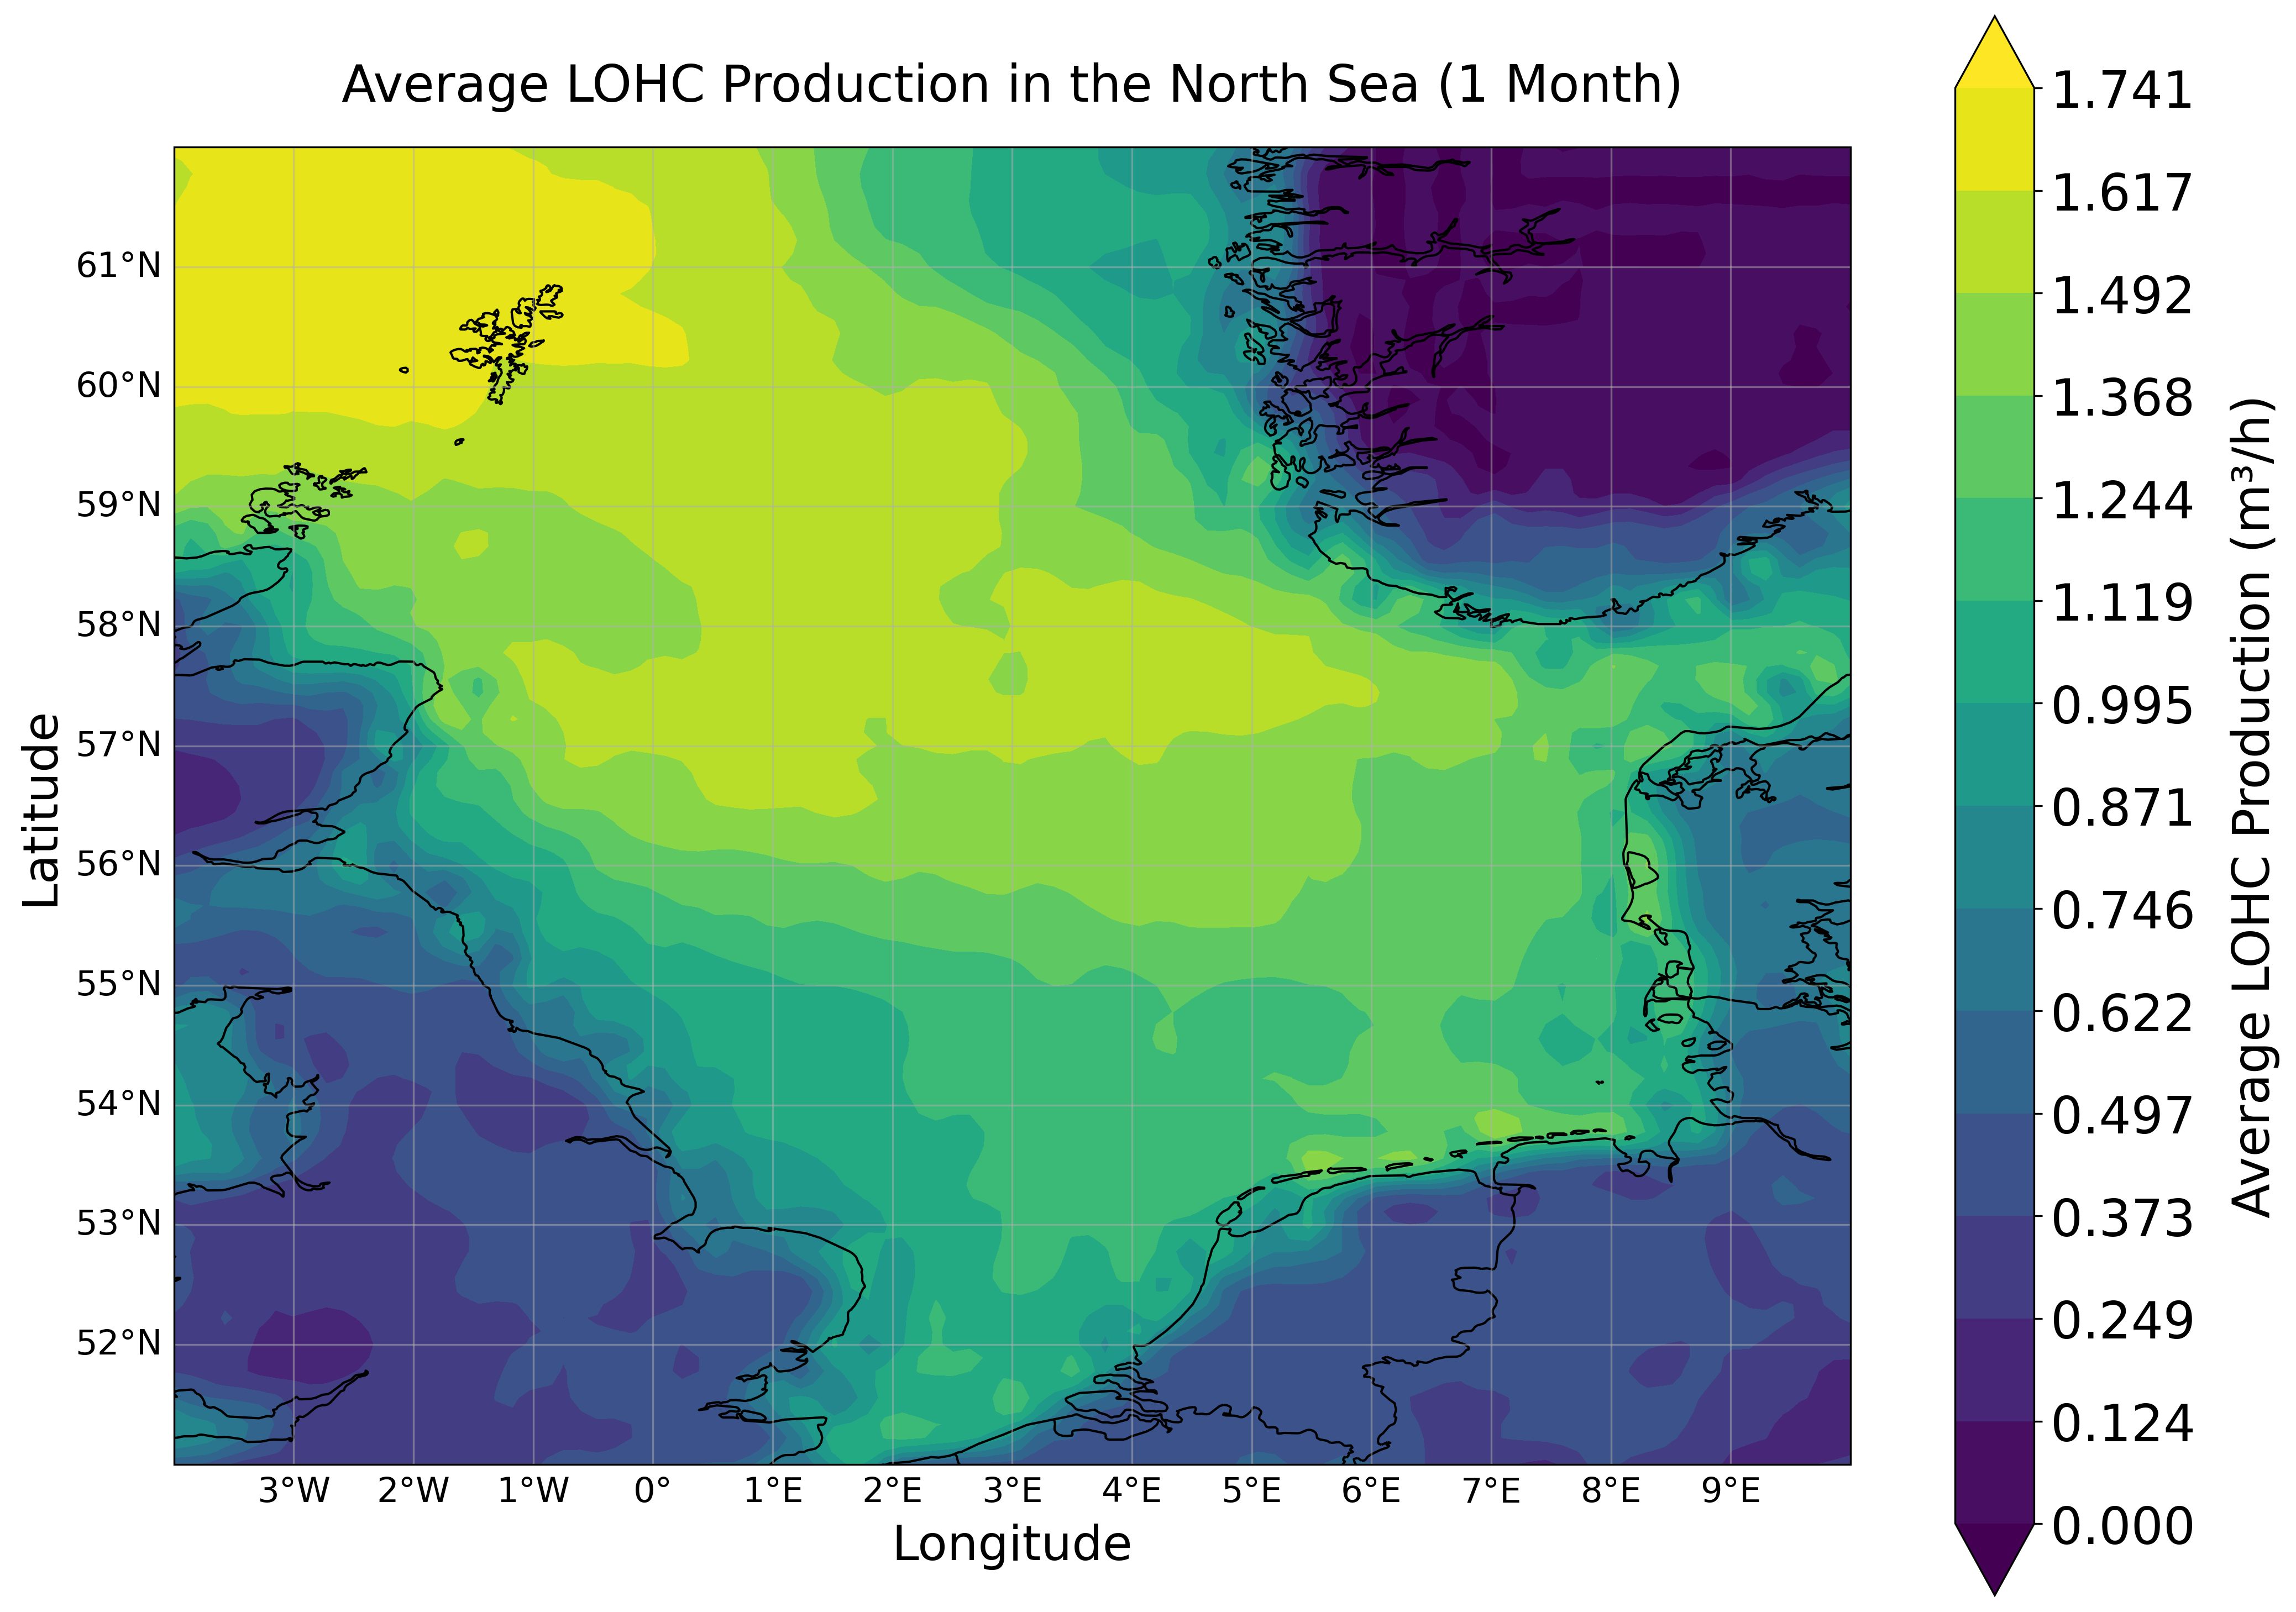 Average LOHC Production in the North Sea (1 Month)
61°N
60°N
59°N
58°N
57°N
56°N
55°N
54°N
53°N
52°N
Latitude
3°W 2°W 1°W 0° 1°E 2°E 3°E 4°E 5°E 6°E 7°E 8°E 9°E
Longitude
1.741
1.617
1.492
1.368
1.244
1.119
0.995
0.871
0.746
0.622
0.497
0.373
0.249
0.124
0.000
Average LOHC Production (m³/h)